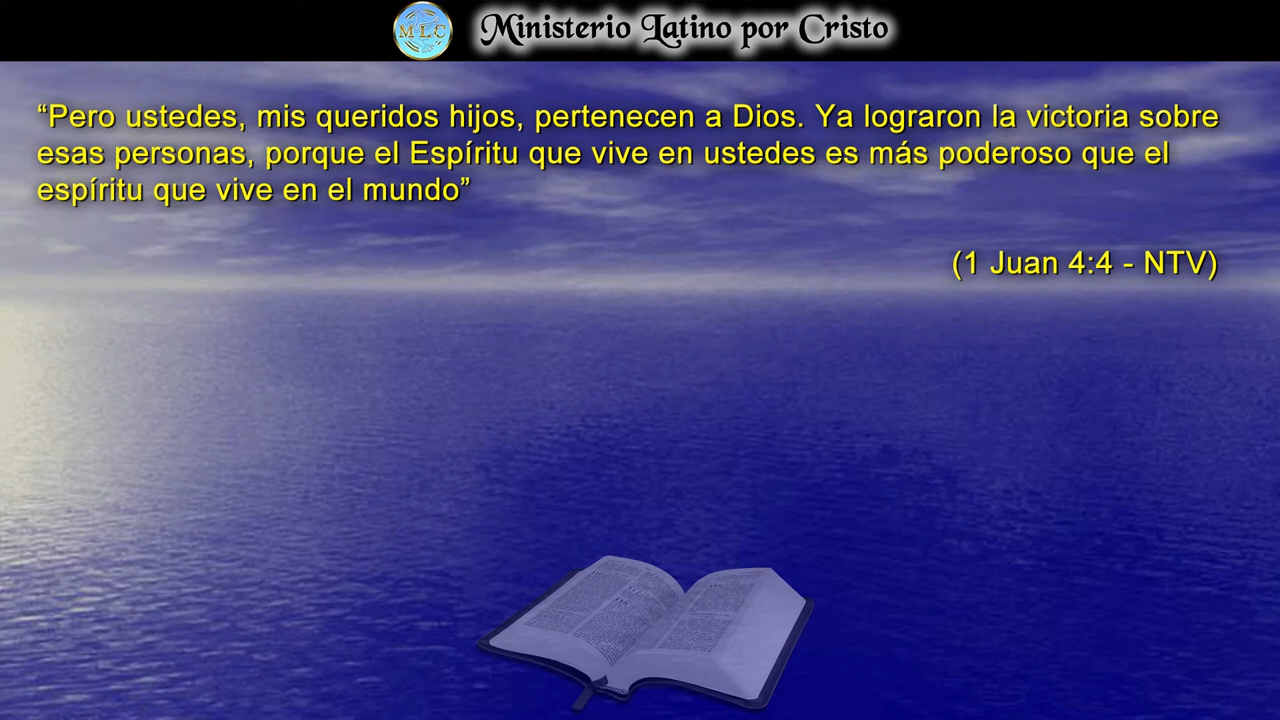 MLC
Ministerio Latino por Cristo
“Pero ustedes, mis queridos hijos, pertenecen a Dios. Ya lograron la victoria sobre
esas personas, porque el Espíritu que vive en ustedes es más poderoso que el
espíritu que vive en el mundo”
(1 Juan 4:4 - NTV)